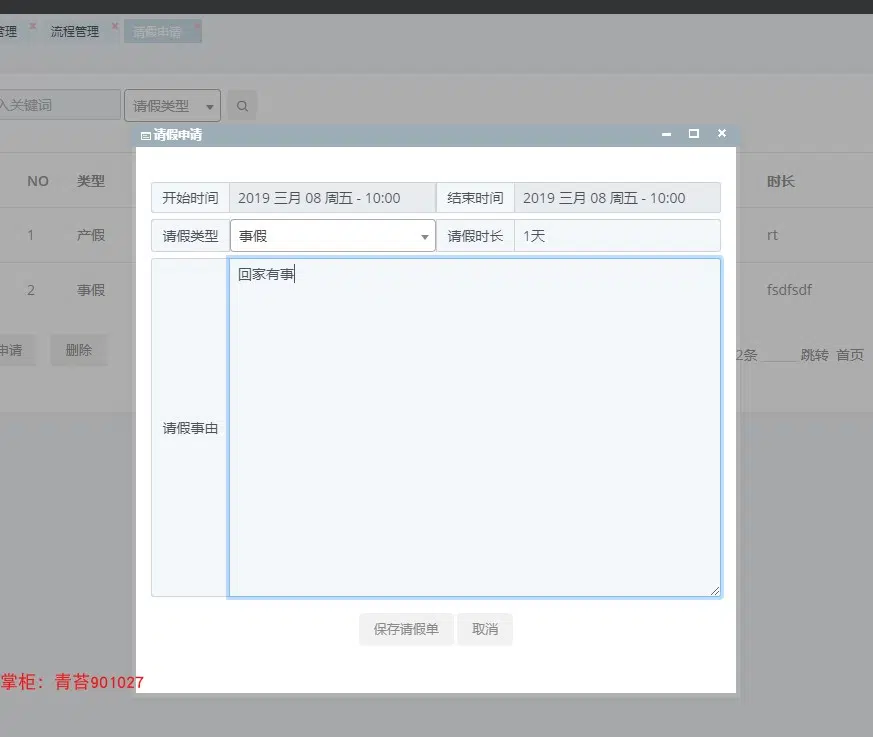 管理 × 流程管理 × 请假申请 ×
入关键词 请假类型
请假申请
NO 类型 时长
开始时间 2019 三月 08 周五 - 10:00 结束时间 2019 三月 08 周五 - 10:00
请假类型 事假 请假时长 1天
1 产假 rt
回家有事
2 事假 fsdfsdf
申请 删除 2条 跳转 首页
请假事由
保存请假单 取消
掌柜：青苔901027